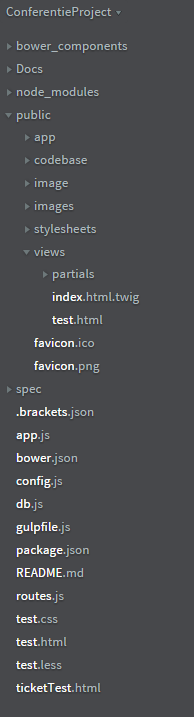 ConferentieProject
bower_components
Docs
node_modules
public
app
codebase
image
images
stylesheets
views
partials
index.html.twig
test.html
favicon.ico
favicon.png
spec
.brackets.json
app.js
bower.json
config.js
db.js
gulpfile.js
package.json
README.md
routes.js
test.css
test.html
test.less
ticketTest.html